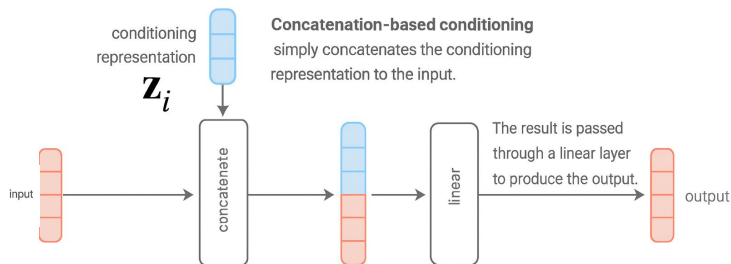 conditioning
representation
𝐳ᵢ
Concatenation-based conditioning
simply concatenates the conditioning
representation to the input.
input
concatenate
linear
The result is passed
through a linear layer
to produce the output.
output